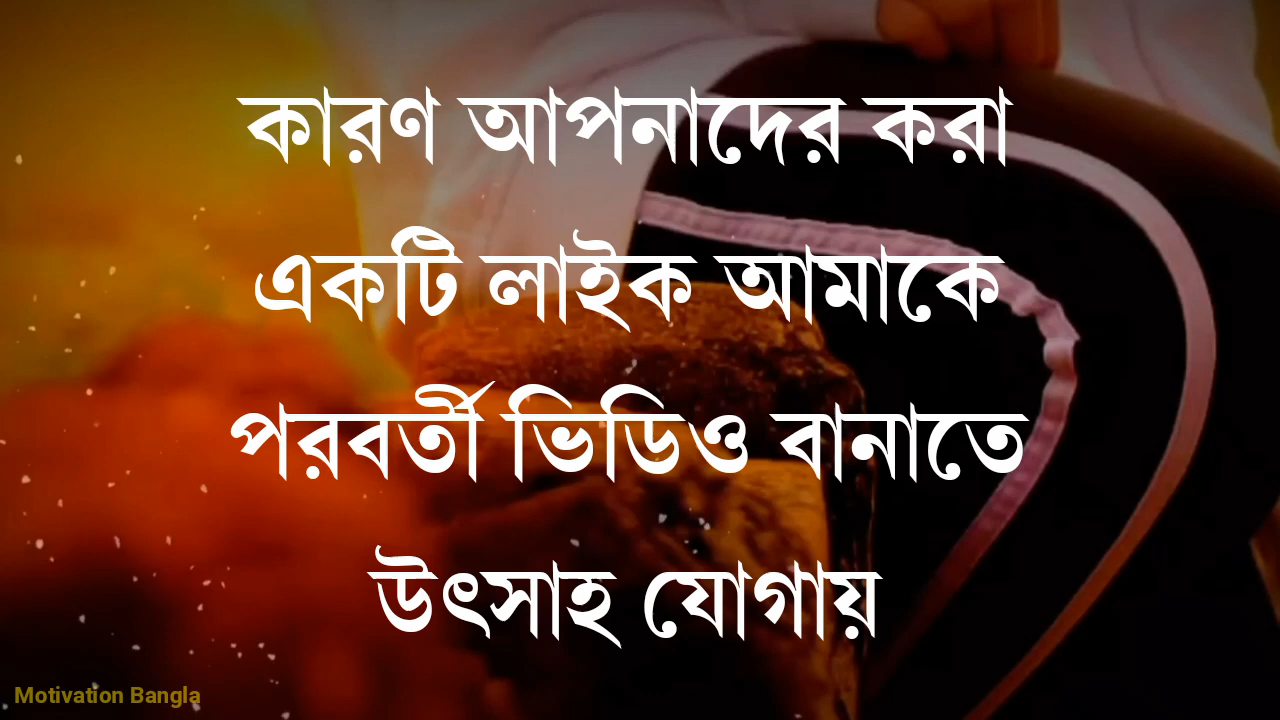 কারণ আপনাদের করা
একটি লাইক আমাকে
পরবর্তী ভিডিও বানাতে
উৎসাহ যোগায়
Motivation Bangla